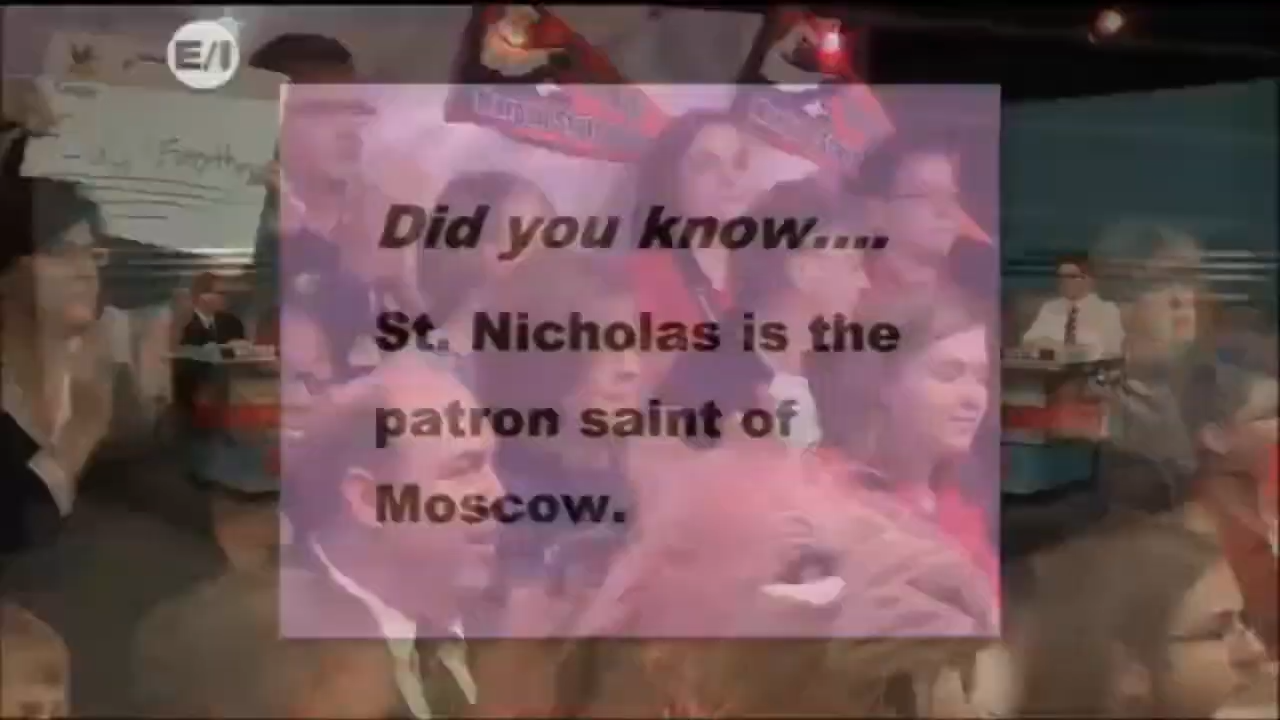 E/I
Did you know....
St. Nicholas is the
patron saint of
Moscow.